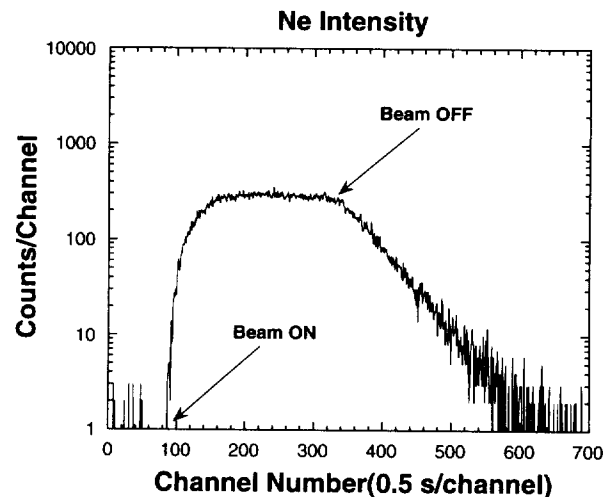 Ne Intensity
10000
1000
100
10
1
Counts/Channel
Beam OFF
Beam ON
0 100 200 300 400 500 600 700
Channel Number(0.5 s/channel)